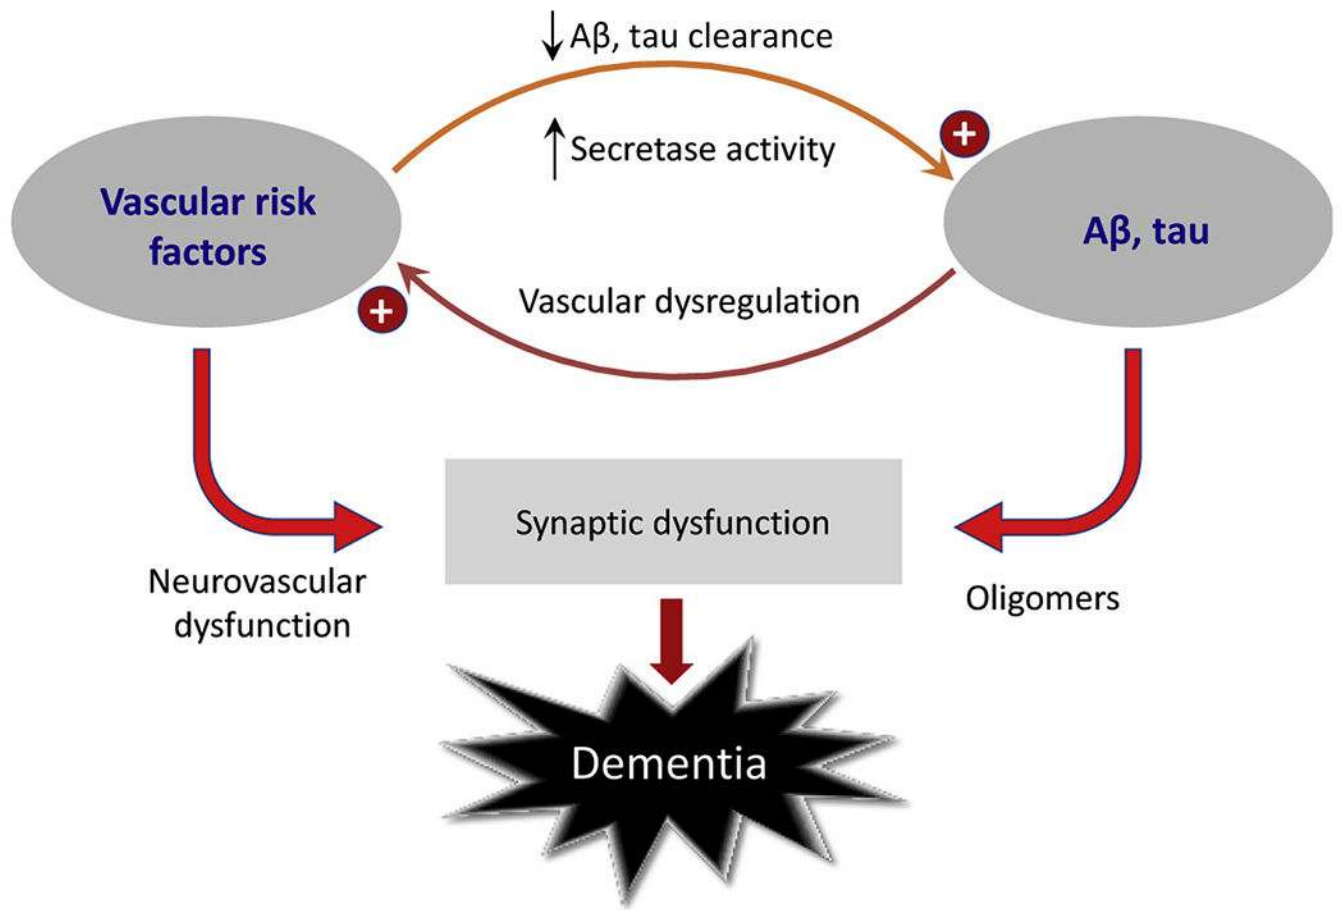 ↓ Aβ, tau clearance
↑ Secretase activity
+
Vascular risk
factors
Aβ, tau
+
Vascular dysregulation
Synaptic dysfunction
Neurovascular
dysfunction
Oligomers
Dementia